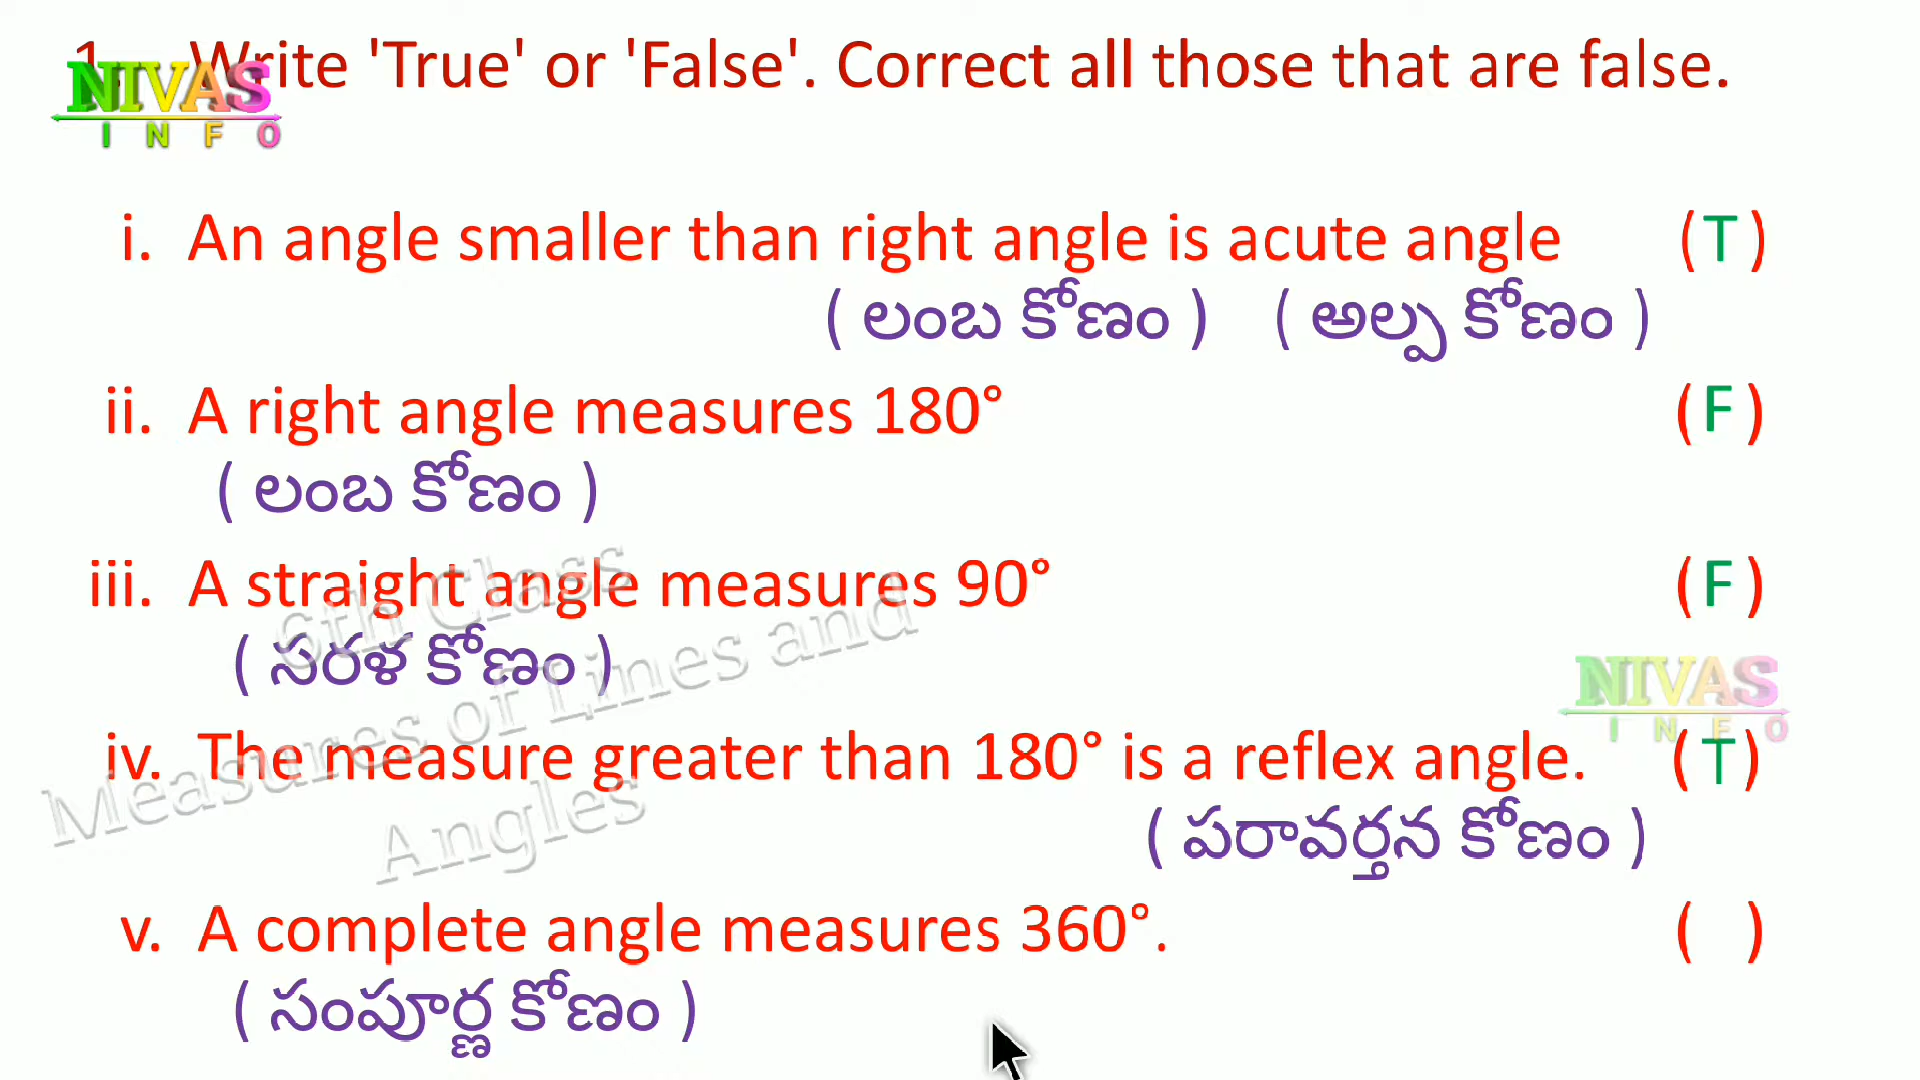 1. Write 'True' or 'False'. Correct all those that are false.
NIVAS
INFO
i. An angle smaller than right angle is acute angle (T)
( లంబ కోణం ) ( అల్ప కోణం )
ii. A right angle measures 180° (F)
( లంబ కోణం )
iii. A straight angle measures 90° (F)
( సరళ కోణం )
6th Class
Measures of Lines and
Angles
NIVAS
INFO
iv. The measure greater than 180° is a reflex angle. (T)
( పరావర్తన కోణం )
v. A complete angle measures 360°. ( )
( సంపూర్ణ కోణం )